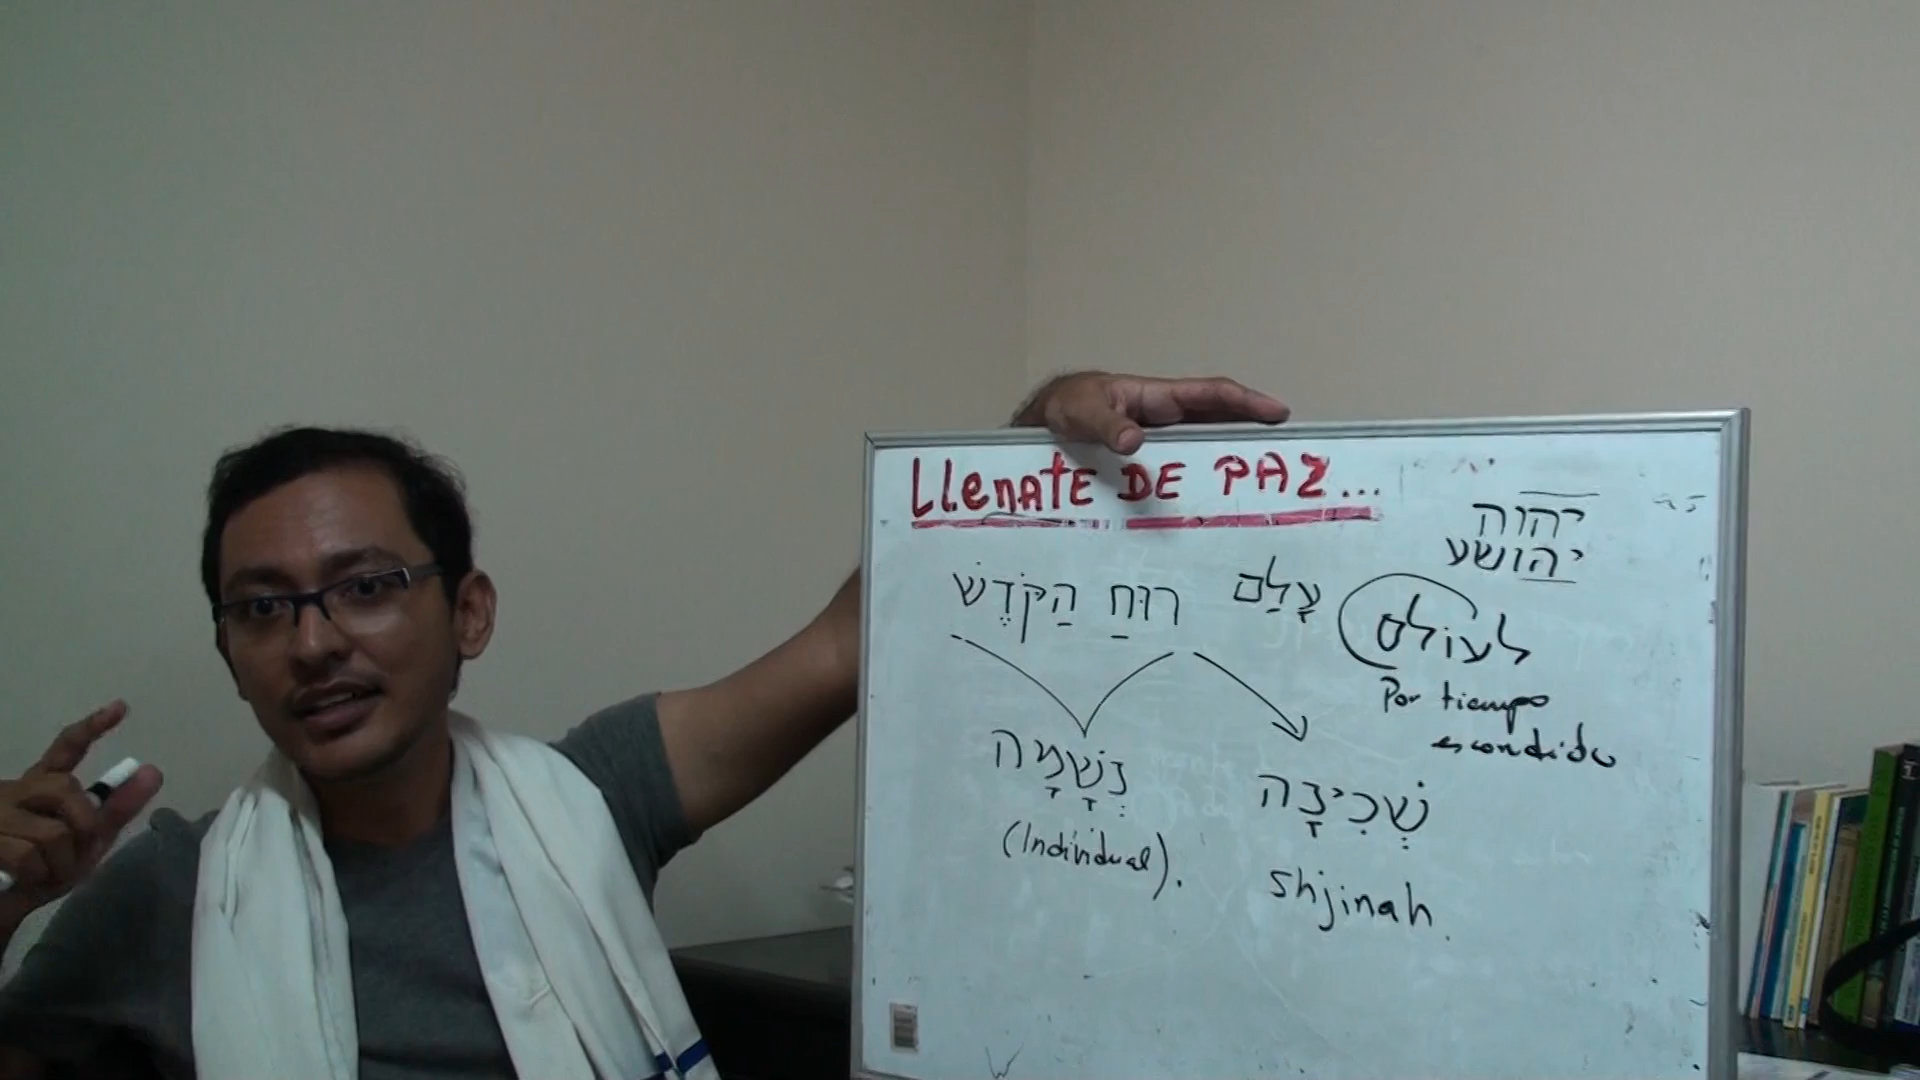 LLenATE DE PAZ...
יהוה
יהושע
רוּחַ הַקֹּדֶשׁ
עָלַם
לעולם
Por tiempo
escondido
נְשָׁמָה
(Individual).
שְׁכִינָה
shjinah.